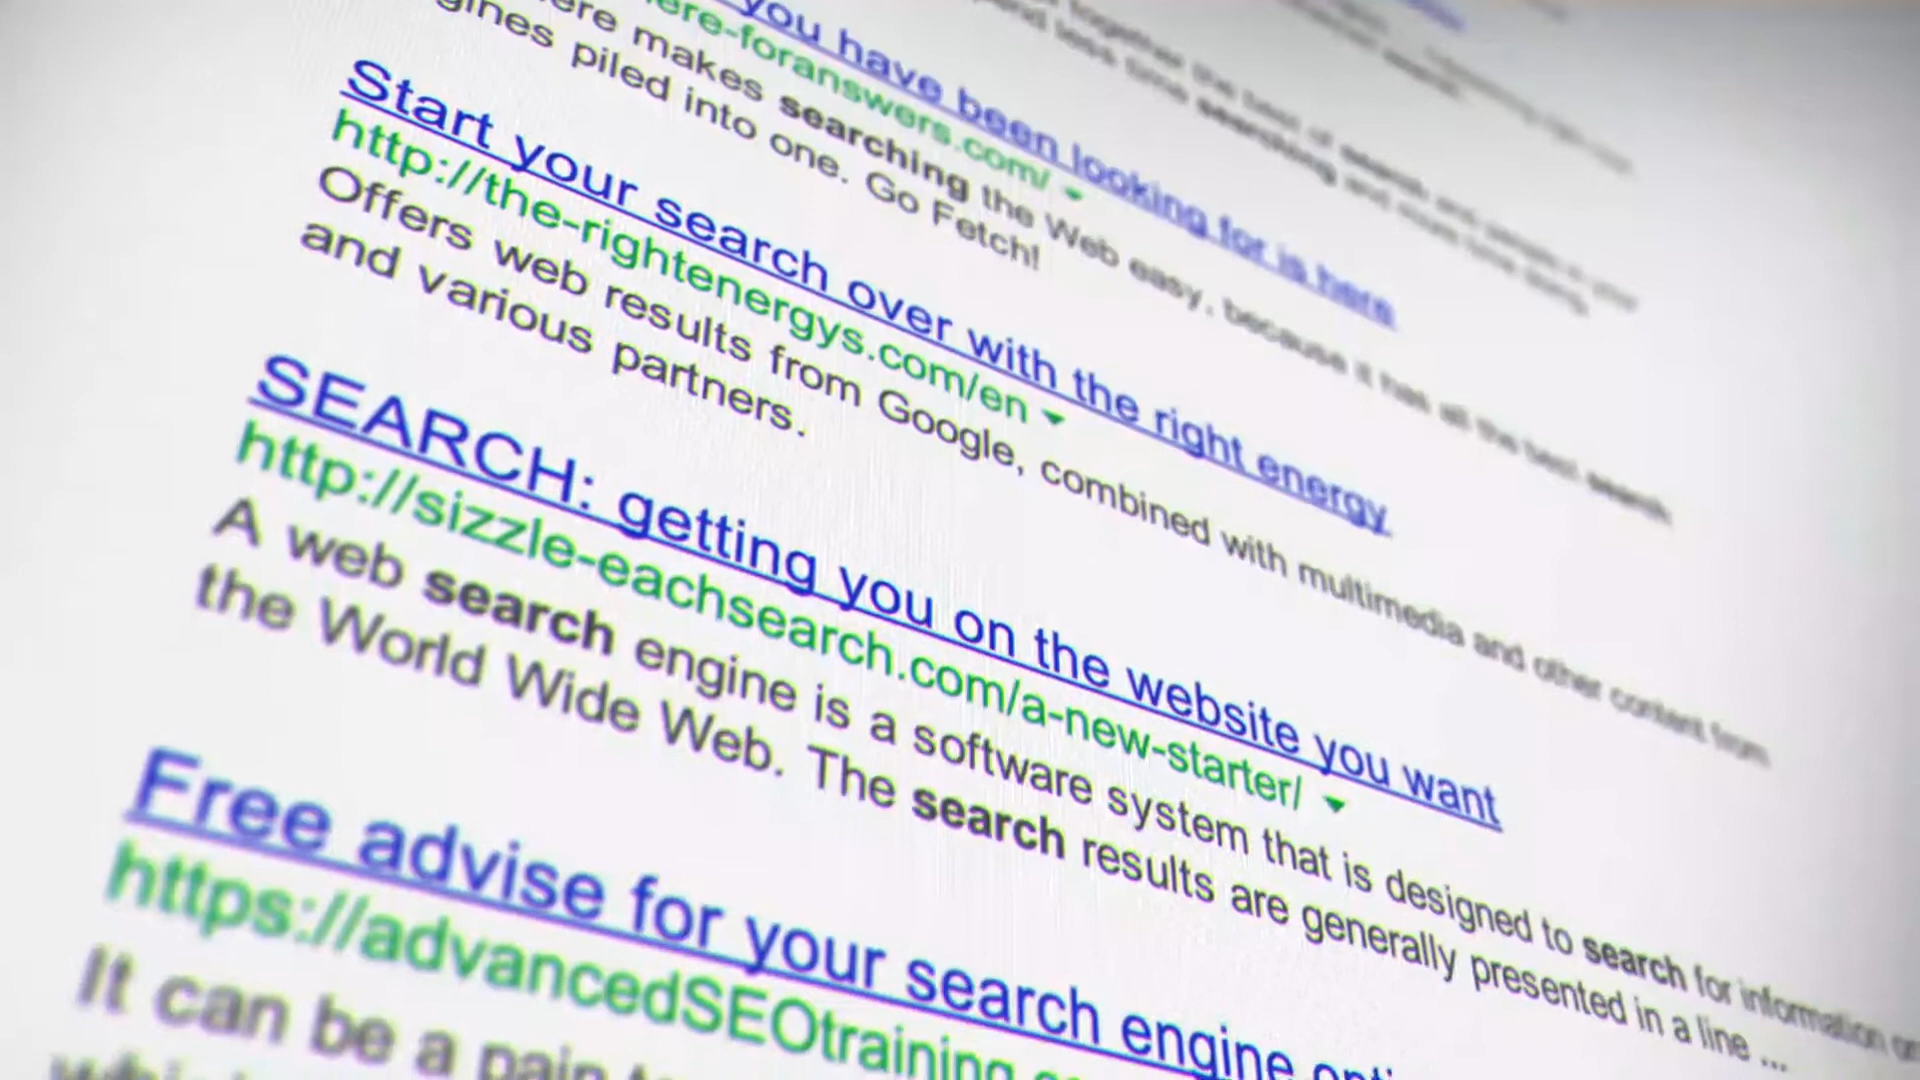 you have been looking for is here
ere-foranswers.com/
ere makes searching the Web easy, because it has all the best search
gines piled into one. Go Fetch!
Start your search over with the right energy
http://the-rightenergys.com/en
Offers web results from Google, combined with multimedia and other content from
and various partners.
SEARCH: getting you on the website you want
http://sizzle-eachsearch.com/a-new-starter/
A web search engine is a software system that is designed to search for information on
the World Wide Web. The search results are generally presented in a line ...
Free advise for your search engine opti
https://advancedSEOtraining
It can be a pain